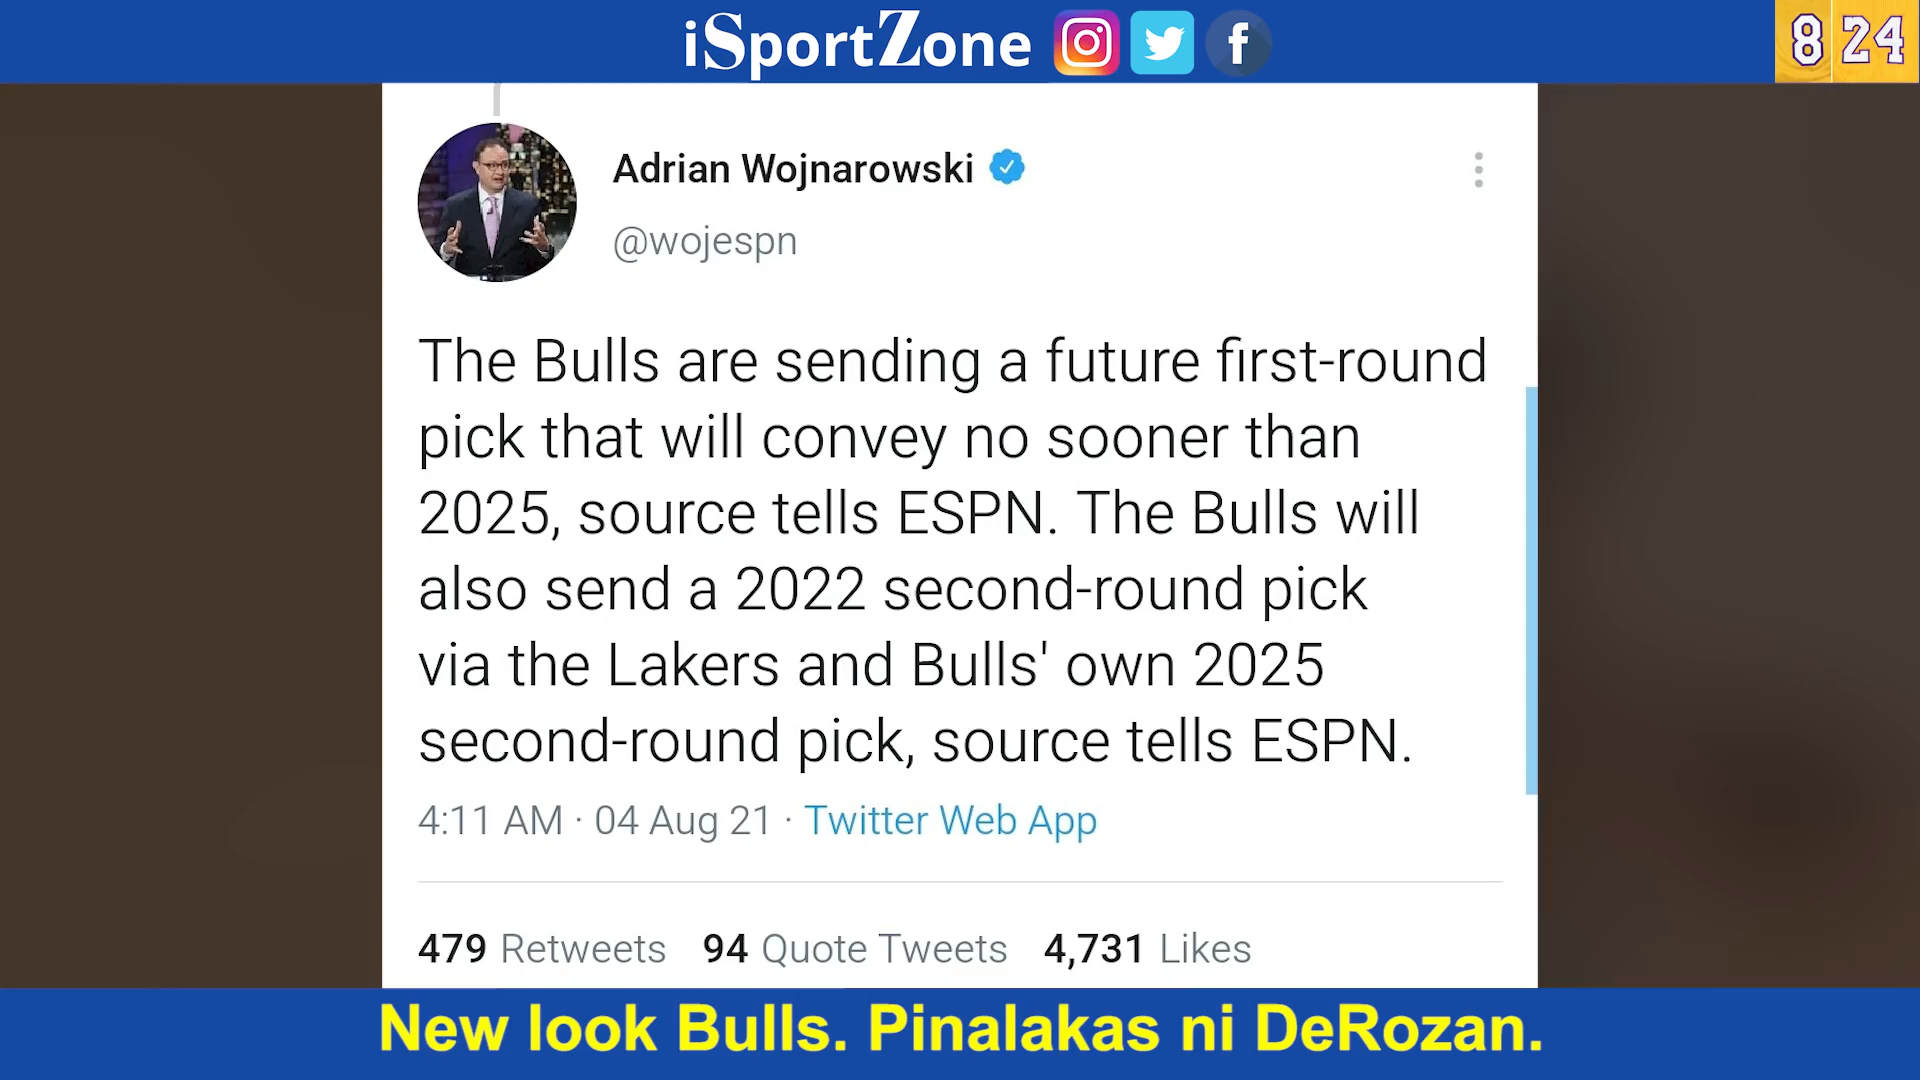 iSportZone
8 24
Adrian Wojnarowski
@wojespn
The Bulls are sending a future first-round
pick that will convey no sooner than
2025, source tells ESPN. The Bulls will
also send a 2022 second-round pick
via the Lakers and Bulls' own 2025
second-round pick, source tells ESPN.
4:11 AM · 04 Aug 21 · Twitter Web App
479 Retweets 94 Quote Tweets 4,731 Likes
New look Bulls. Pinalakas ni DeRozan.